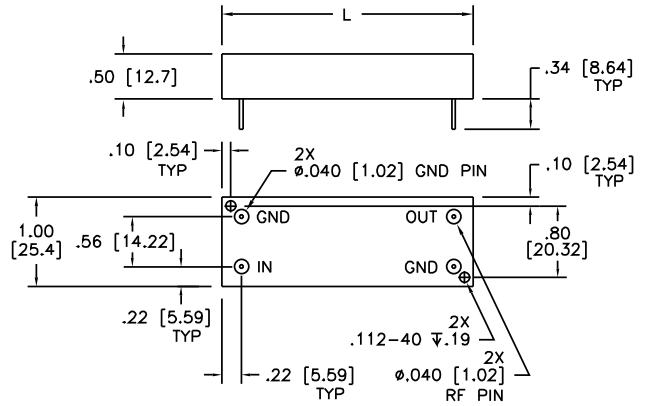 L
.50 [12.7]
.34 [8.64]
TYP
.10 [2.54]
TYP
2X
ø.040 [1.02] GND PIN
.10 [2.54]
TYP
1.00
[25.4]
.56 [14.22]
GND
OUT
.80
[20.32]
IN
GND
.22 [5.59]
TYP
2X
.112-40 ↧.19
2X
ø.040 [1.02]
RF PIN
.22 [5.59]
TYP